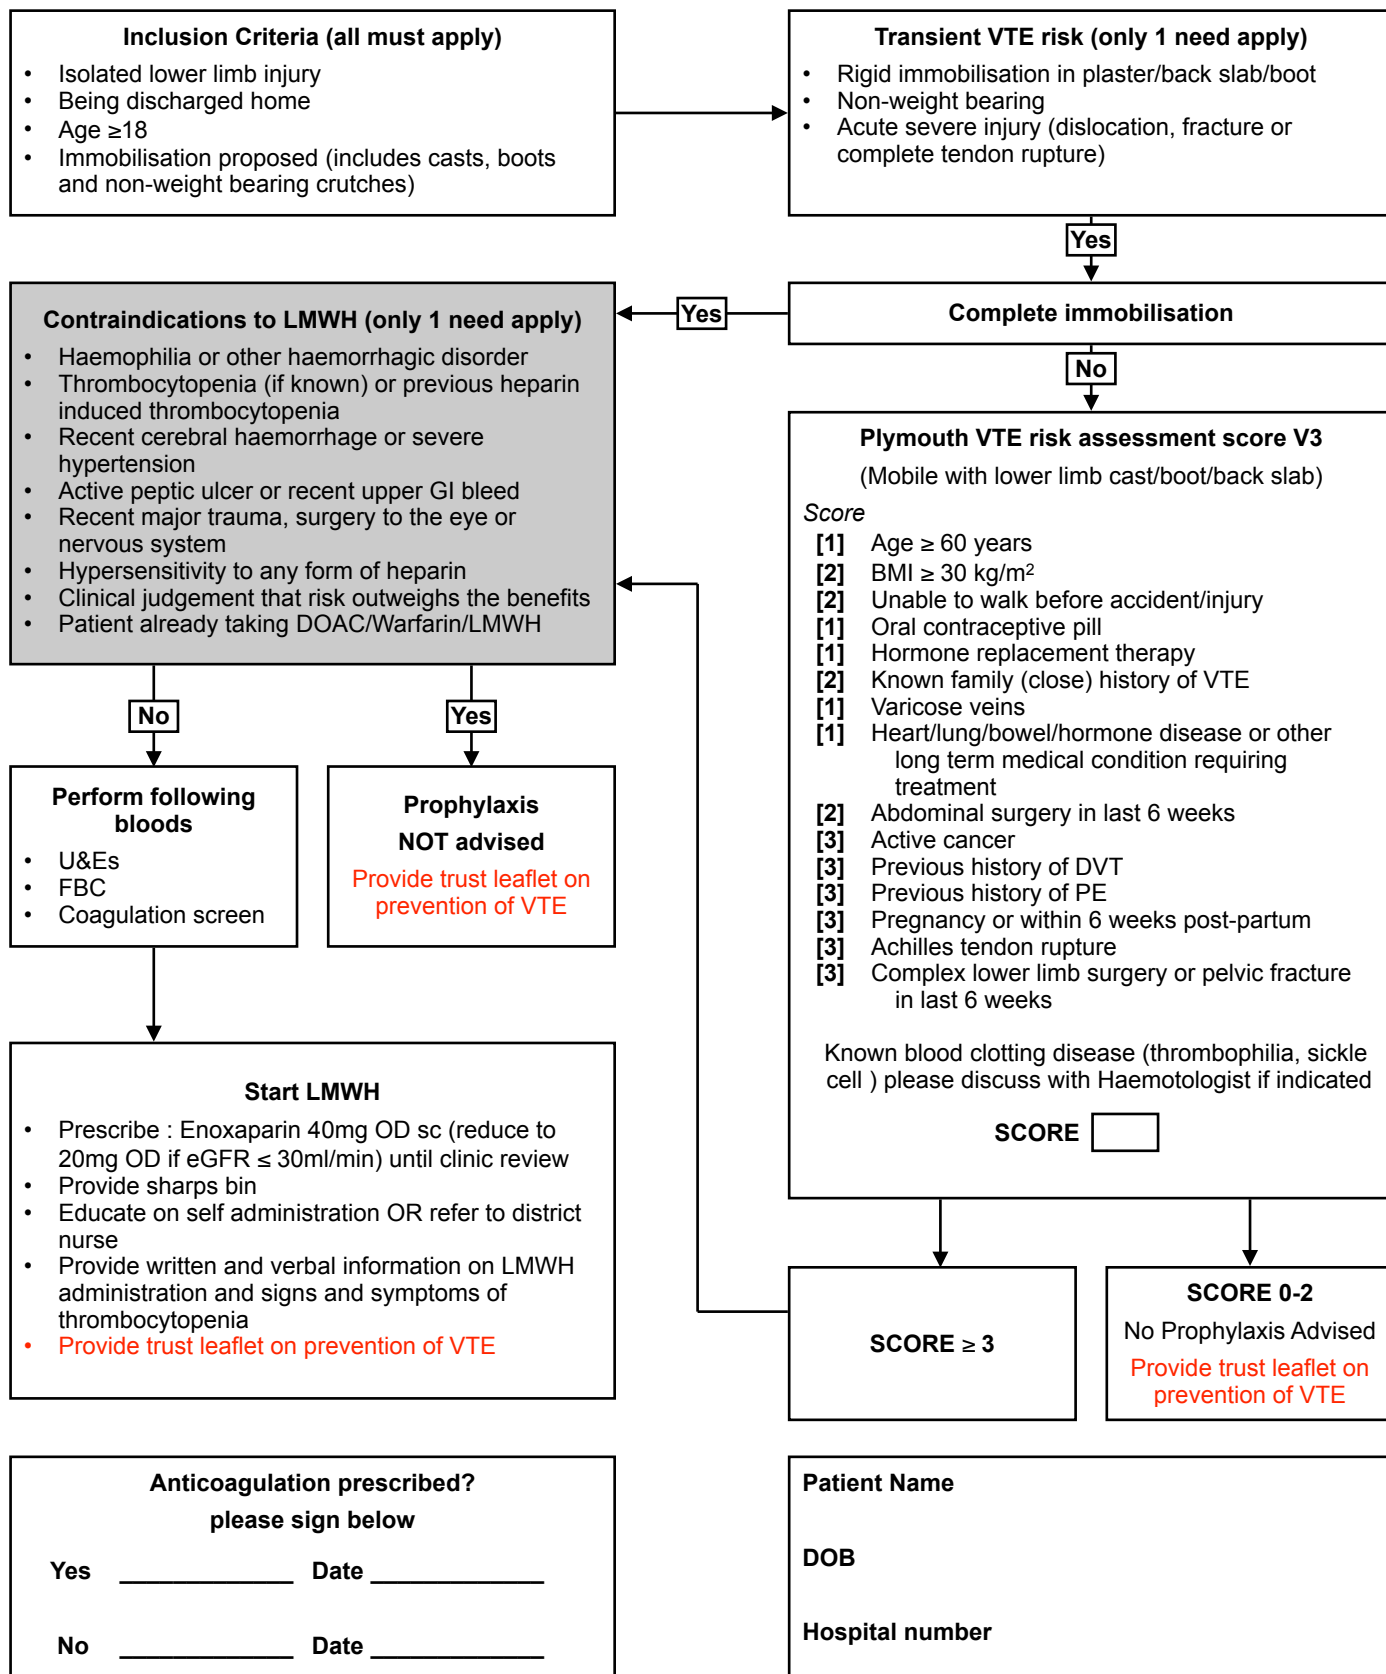 Inclusion Criteria (all must apply)
• Isolated lower limb injury
• Being discharged home
• Age ≥18
• Immobilisation proposed (includes casts, boots
and non-weight bearing crutches)
Transient VTE risk (only 1 need apply)
• Rigid immobilisation in plaster/back slab/boot
• Non-weight bearing
• Acute severe injury (dislocation, fracture or
complete tendon rupture)
Yes
Complete immobilisation
Yes
No
Contraindications to LMWH (only 1 need apply)
• Haemophilia or other haemorrhagic disorder
• Thrombocytopenia (if known) or previous heparin
induced thrombocytopenia
• Recent cerebral haemorrhage or severe
hypertension
• Active peptic ulcer or recent upper GI bleed
• Recent major trauma, surgery to the eye or
nervous system
• Hypersensitivity to any form of heparin
• Clinical judgement that risk outweighs the benefits
• Patient already taking DOAC/Warfarin/LMWH
Plymouth VTE risk assessment score V3
(Mobile with lower limb cast/boot/back slab)
Score
[1] Age ≥ 60 years
[2] BMI ≥ 30 kg/m²
[2] Unable to walk before accident/injury
[1] Oral contraceptive pill
[1] Hormone replacement therapy
[2] Known family (close) history of VTE
[1] Varicose veins
[1] Heart/lung/bowel/hormone disease or other
long term medical condition requiring
treatment
[2] Abdominal surgery in last 6 weeks
[3] Active cancer
[3] Previous history of DVT
[3] Previous history of PE
[3] Pregnancy or within 6 weeks post-partum
[3] Achilles tendon rupture
[3] Complex lower limb surgery or pelvic fracture
in last 6 weeks
Known blood clotting disease (thrombophilia, sickle
cell ) please discuss with Haemotologist if indicated
SCORE
No
Yes
Perform following
bloods
• U&Es
• FBC
• Coagulation screen
Prophylaxis
NOT advised
Provide trust leaflet on
prevention of VTE
Start LMWH
• Prescribe : Enoxaparin 40mg OD sc (reduce to
20mg OD if eGFR ≤ 30ml/min) until clinic review
• Provide sharps bin
• Educate on self administration OR refer to district
nurse
• Provide written and verbal information on LMWH
administration and signs and symptoms of
thrombocytopenia
• Provide trust leaflet on prevention of VTE
SCORE ≥ 3
SCORE 0-2
No Prophylaxis Advised
Provide trust leaflet on
prevention of VTE
Anticoagulation prescribed?
please sign below
Yes ______________ Date ______________
No ______________ Date ______________
Patient Name
DOB
Hospital number